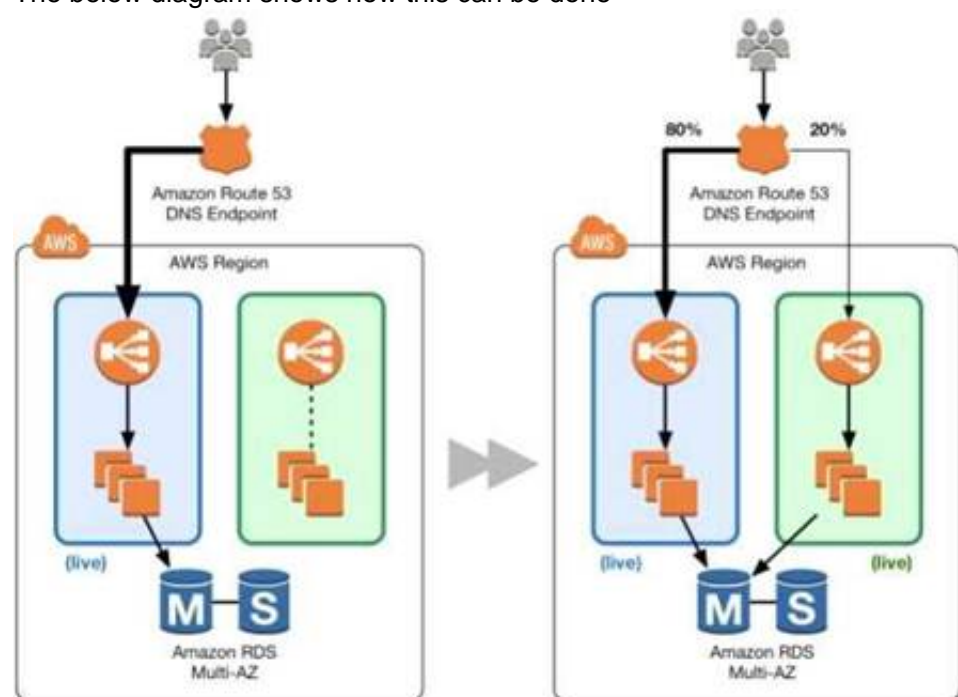 The below diagram shows how this can be done
Amazon Route 53
DNS Endpoint
AWS
AWS Region
(live)
M
S
Amazon RDS
Multi-AZ
80%
20%
Amazon Route 53
DNS Endpoint
AWS
AWS Region
(live)
(live)
M
S
Amazon RDS
Multi-AZ